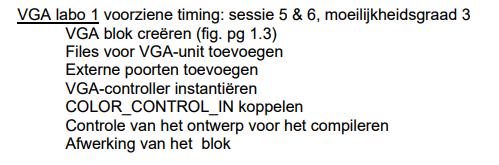 VGA labo 1 voorziene timing: sessie 5 & 6, moeilijkheidsgraad 3
VGA blok creëren (fig. pg 1.3)
Files voor VGA-unit toevoegen
Externe poorten toevoegen
VGA-controller instantiëren
COLOR_CONTROL_IN koppelen
Controle van het ontwerp voor het compileren
Afwerking van het  blok